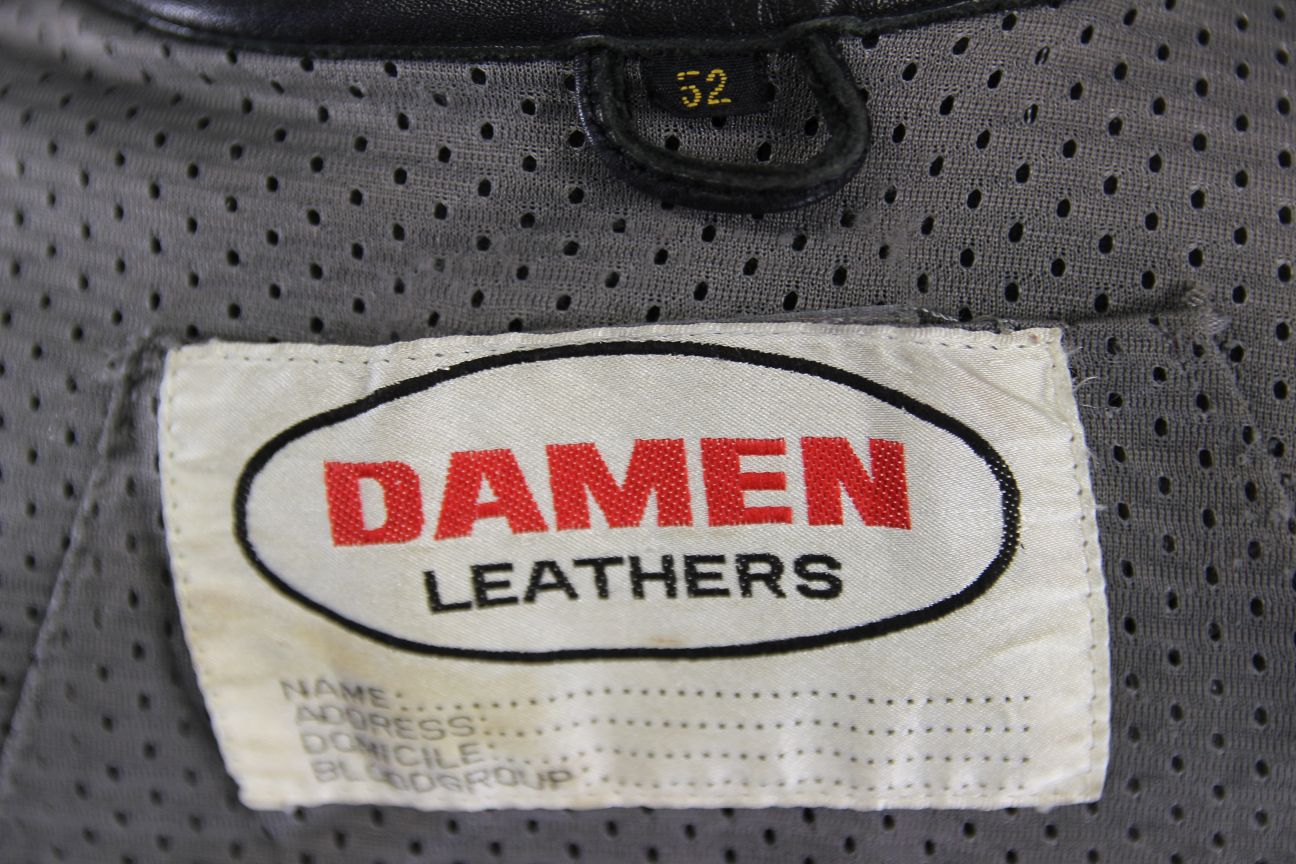 52
DAMEN
LEATHERS
NAME:
ADDRESS:
DOMICILE:
BLOODGROUP: